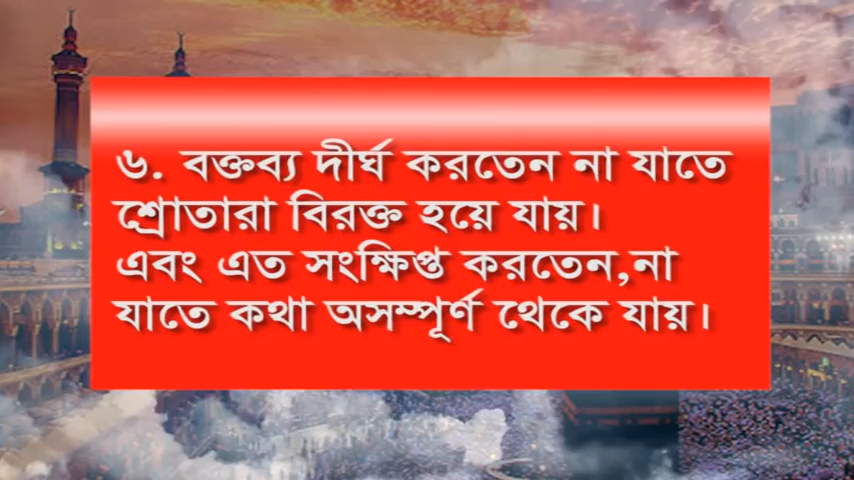 ৬. বক্তব্য দীর্ঘ করতেন না যাতে
শ্রোতারা বিরক্ত হয়ে যায়।
এবং এত সংক্ষিপ্ত করতেন,না
যাতে কথা অসম্পূর্ণ থেকে যায়।